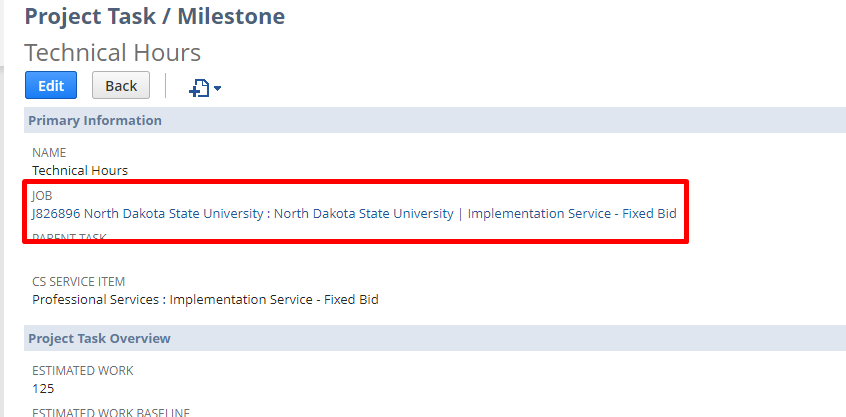 Project Task / Milestone
Technical Hours
Edit Back
Primary Information
NAME
Technical Hours
JOB
J826896 North Dakota State University : North Dakota State University | Implementation Service - Fixed Bid
PARENT TASK
CS SERVICE ITEM
Professional Services : Implementation Service - Fixed Bid
Project Task Overview
ESTIMATED WORK
125
ESTIMATED WORK BASELINE